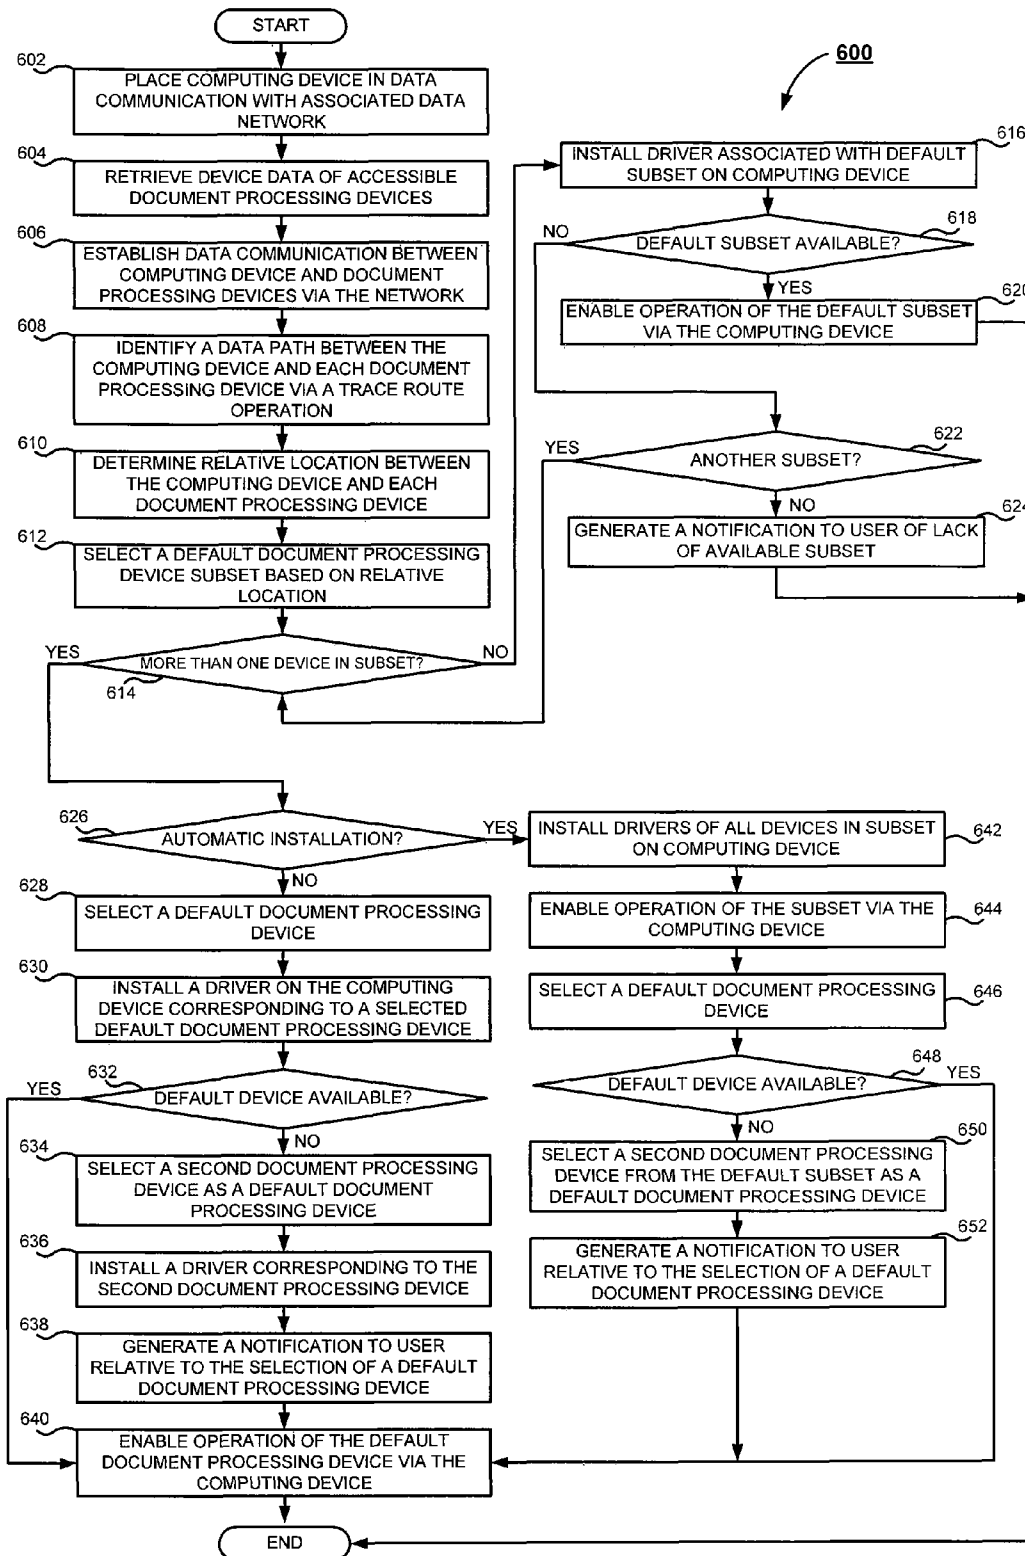 START
600
602
PLACE COMPUTING DEVICE IN DATA
COMMUNICATION WITH ASSOCIATED DATA
NETWORK
604
RETRIEVE DEVICE DATA OF ACCESSIBLE
DOCUMENT PROCESSING DEVICES
606
ESTABLISH DATA COMMUNICATION BETWEEN
COMPUTING DEVICE AND DOCUMENT
PROCESSING DEVICES VIA THE NETWORK
608
IDENTIFY A DATA PATH BETWEEN THE
COMPUTING DEVICE AND EACH DOCUMENT
PROCESSING DEVICE VIA A TRACE ROUTE
OPERATION
610
DETERMINE RELATIVE LOCATION BETWEEN
THE COMPUTING DEVICE AND EACH
DOCUMENT PROCESSING DEVICE
612
SELECT A DEFAULT DOCUMENT PROCESSING
DEVICE SUBSET BASED ON RELATIVE
LOCATION
YES
MORE THAN ONE DEVICE IN SUBSET?
NO
614
616
INSTALL DRIVER ASSOCIATED WITH DEFAULT
SUBSET ON COMPUTING DEVICE
618
NO
DEFAULT SUBSET AVAILABLE?
YES
620
ENABLE OPERATION OF THE DEFAULT SUBSET
VIA THE COMPUTING DEVICE
622
YES
ANOTHER SUBSET?
NO
624
GENERATE A NOTIFICATION TO USER OF LACK
OF AVAILABLE SUBSET
626
AUTOMATIC INSTALLATION?
YES
NO
628
SELECT A DEFAULT DOCUMENT PROCESSING
DEVICE
630
INSTALL A DRIVER ON THE COMPUTING
DEVICE CORRESPONDING TO A SELECTED
DEFAULT DOCUMENT PROCESSING DEVICE
632
YES
DEFAULT DEVICE AVAILABLE?
NO
634
SELECT A SECOND DOCUMENT PROCESSING
DEVICE AS A DEFAULT DOCUMENT
PROCESSING DEVICE
636
INSTALL A DRIVER CORRESPONDING TO THE
SECOND DOCUMENT PROCESSING DEVICE
638
GENERATE A NOTIFICATION TO USER
RELATIVE TO THE SELECTION OF A DEFAULT
DOCUMENT PROCESSING DEVICE
640
ENABLE OPERATION OF THE DEFAULT
DOCUMENT PROCESSING DEVICE VIA THE
COMPUTING DEVICE
END
INSTALL DRIVERS OF ALL DEVICES IN SUBSET
ON COMPUTING DEVICE
642
ENABLE OPERATION OF THE SUBSET VIA THE
COMPUTING DEVICE
644
SELECT A DEFAULT DOCUMENT PROCESSING
DEVICE
646
648
DEFAULT DEVICE AVAILABLE?
YES
NO
650
SELECT A SECOND DOCUMENT PROCESSING
DEVICE FROM THE DEFAULT SUBSET AS A
DEFAULT DOCUMENT PROCESSING DEVICE
652
GENERATE A NOTIFICATION TO USER
RELATIVE TO THE SELECTION OF A DEFAULT
DOCUMENT PROCESSING DEVICE